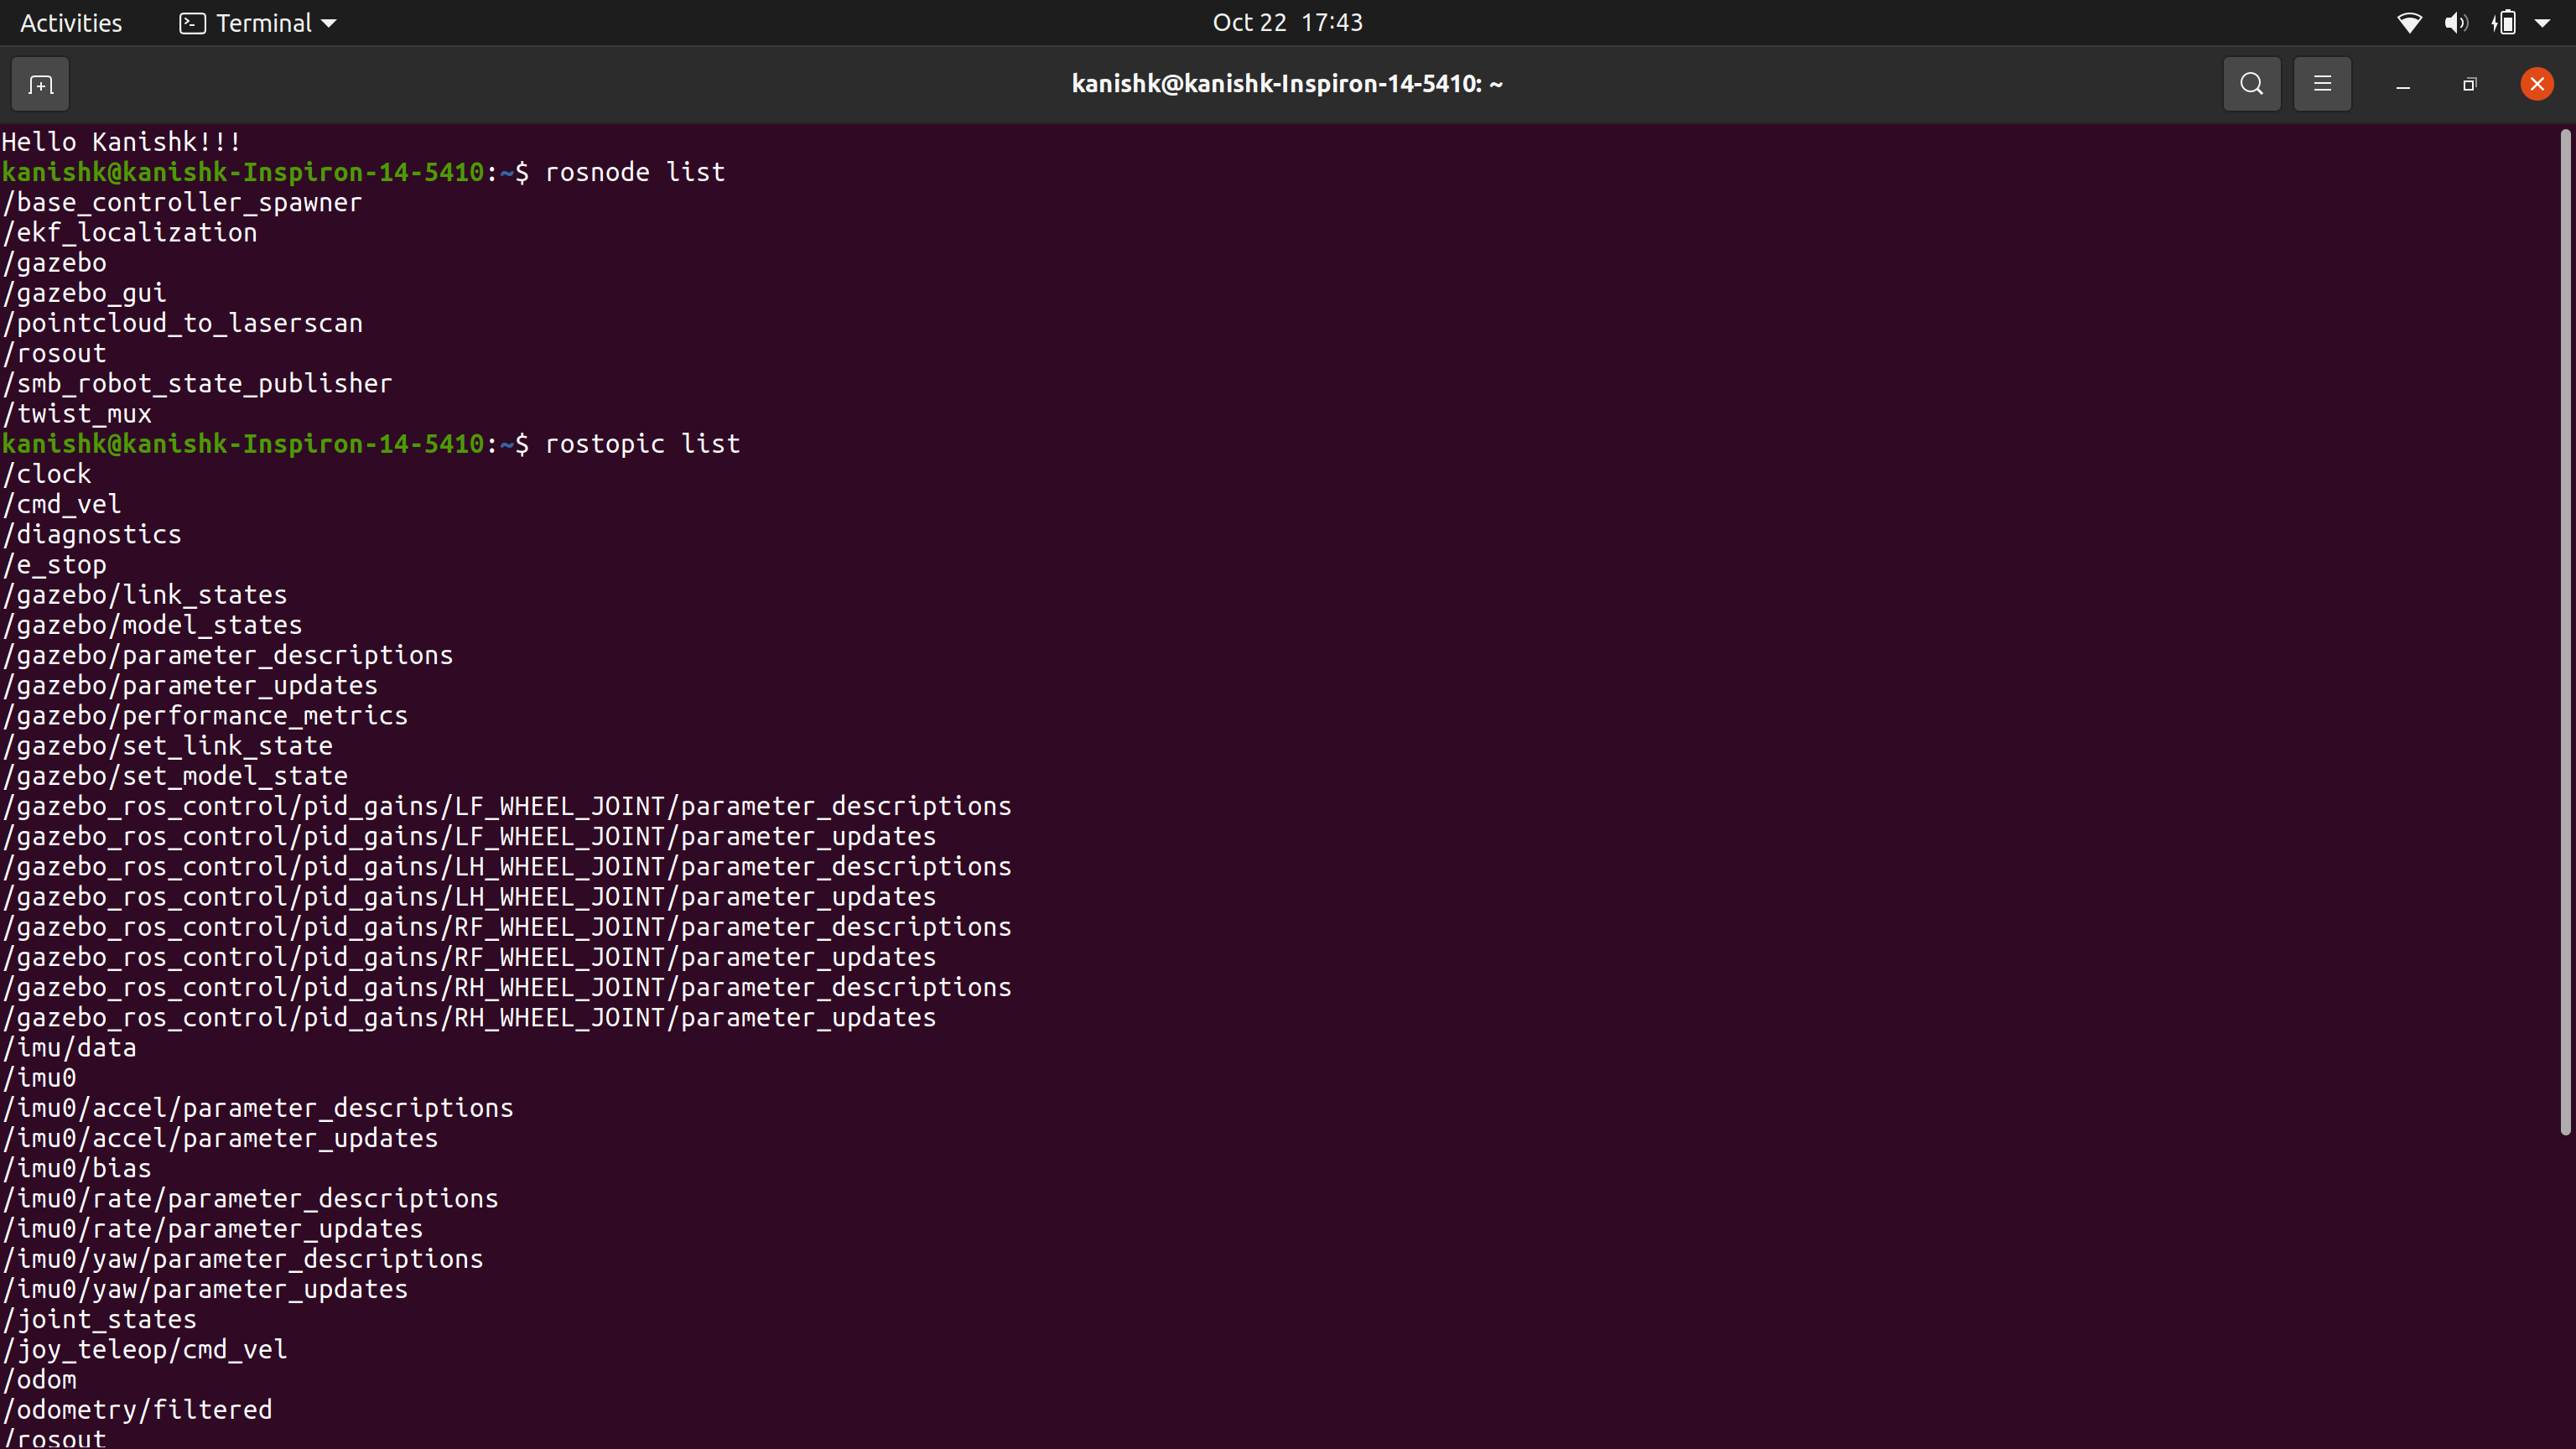 Activities Terminal Oct 22 17:43
kanishk@kanishk-Inspiron-14-5410: ~
Hello Kanishk!!!
kanishk@kanishk-Inspiron-14-5410:~$ rosnode list
/base_controller_spawner
/ekf_localization
/gazebo
/gazebo_gui
/pointcloud_to_laserscan
/rosout
/smb_robot_state_publisher
/twist_mux
kanishk@kanishk-Inspiron-14-5410:~$ rostopic list
/clock
/cmd_vel
/diagnostics
/e_stop
/gazebo/link_states
/gazebo/model_states
/gazebo/parameter_descriptions
/gazebo/parameter_updates
/gazebo/performance_metrics
/gazebo/set_link_state
/gazebo/set_model_state
/gazebo_ros_control/pid_gains/LF_WHEEL_JOINT/parameter_descriptions
/gazebo_ros_control/pid_gains/LF_WHEEL_JOINT/parameter_updates
/gazebo_ros_control/pid_gains/LH_WHEEL_JOINT/parameter_descriptions
/gazebo_ros_control/pid_gains/LH_WHEEL_JOINT/parameter_updates
/gazebo_ros_control/pid_gains/RF_WHEEL_JOINT/parameter_descriptions
/gazebo_ros_control/pid_gains/RF_WHEEL_JOINT/parameter_updates
/gazebo_ros_control/pid_gains/RH_WHEEL_JOINT/parameter_descriptions
/gazebo_ros_control/pid_gains/RH_WHEEL_JOINT/parameter_updates
/imu/data
/imu0
/imu0/accel/parameter_descriptions
/imu0/accel/parameter_updates
/imu0/bias
/imu0/rate/parameter_descriptions
/imu0/rate/parameter_updates
/imu0/yaw/parameter_descriptions
/imu0/yaw/parameter_updates
/joint_states
/joy_teleop/cmd_vel
/odom
/odometry/filtered
/rosout